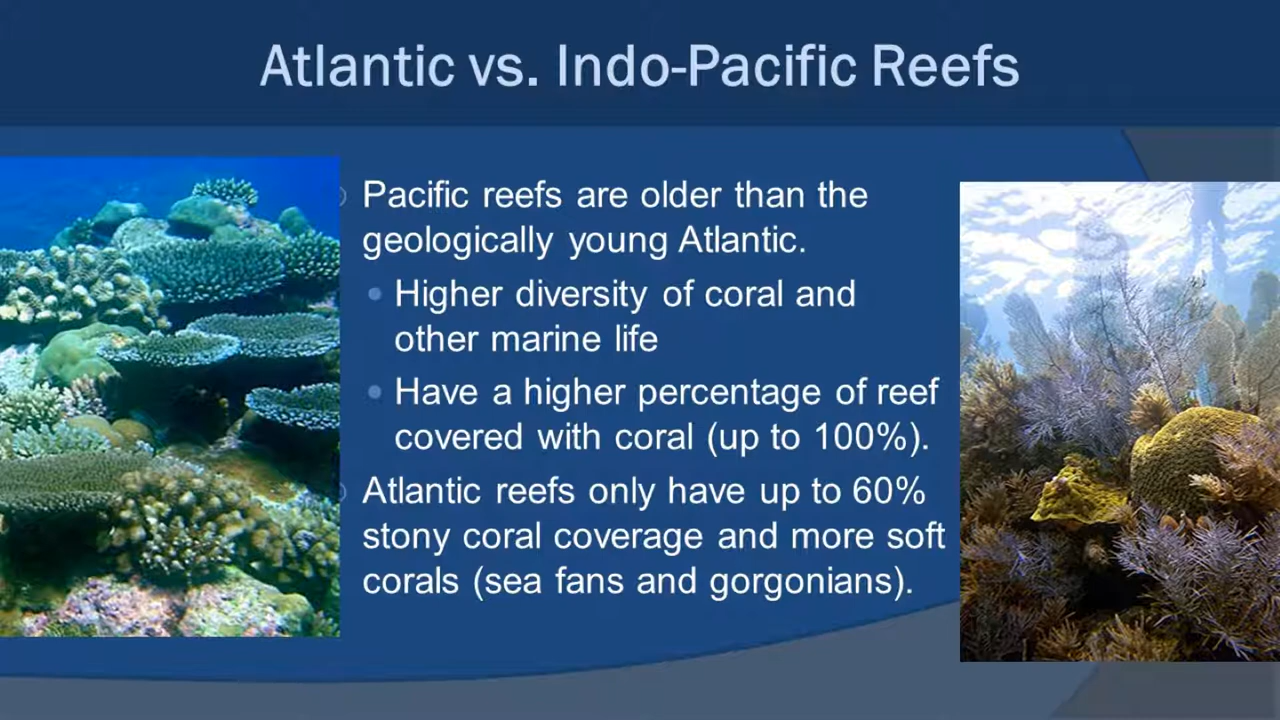 Atlantic vs. Indo-Pacific Reefs
Pacific reefs are older than the
geologically young Atlantic.
Higher diversity of coral and
other marine life
Have a higher percentage of reef
covered with coral (up to 100%).
Atlantic reefs only have up to 60%
stony coral coverage and more soft
corals (sea fans and gorgonians).